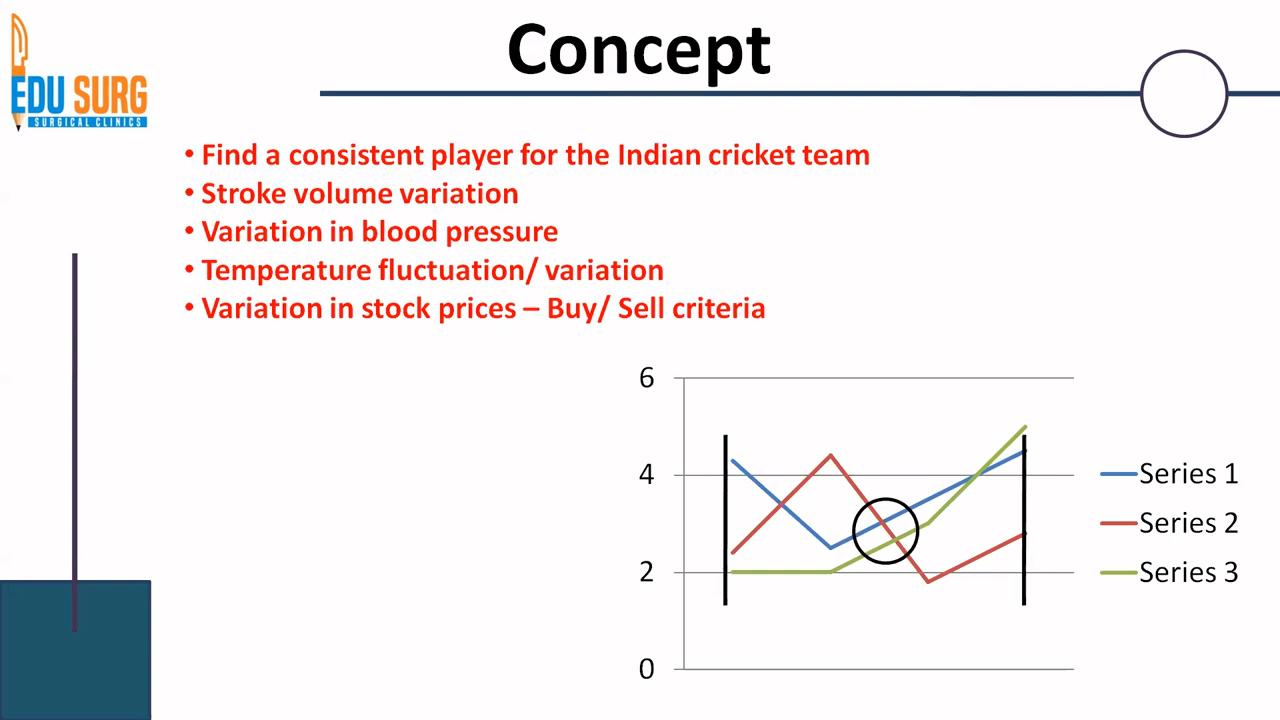 Concept
EDU SURG
SURGICAL CLINICS
• Find a consistent player for the Indian cricket team
• Stroke volume variation
• Variation in blood pressure
• Temperature fluctuation/ variation
• Variation in stock prices – Buy/ Sell criteria
6
4
2
0
Series 1
Series 2
Series 3